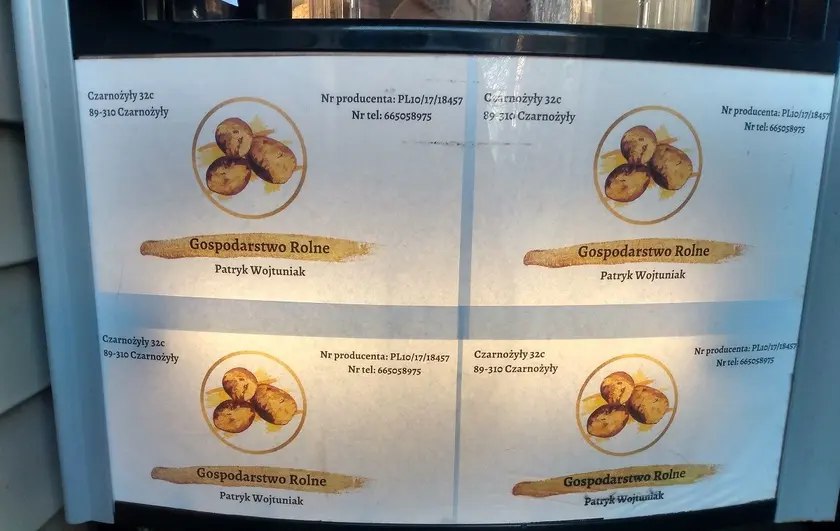 Czarnożyły 32c
89-310 Czarnożyły
Nr producenta: PL10/17/18457
Nr tel: 665058975
Gospodarstwo Rolne
Patryk Wojtuniak
Czarnożyły 32c
89-310 Czarnożyły
Nr producenta: PL10/17/18457
Nr tel: 665058975
Gospodarstwo Rolne
Patryk Wojtuniak
Czarnożyły 32c
89-310 Czarnożyły
Nr producenta: PL10/17/18457
Nr tel: 665058975
Gospodarstwo Rolne
Patryk Wojtuniak
Czarnożyły 32c
89-310 Czarnożyły
Nr producenta: PL10/17/18457
Nr tel: 665058975
Gospodarstwo Rolne
Patryk Wojtuniak